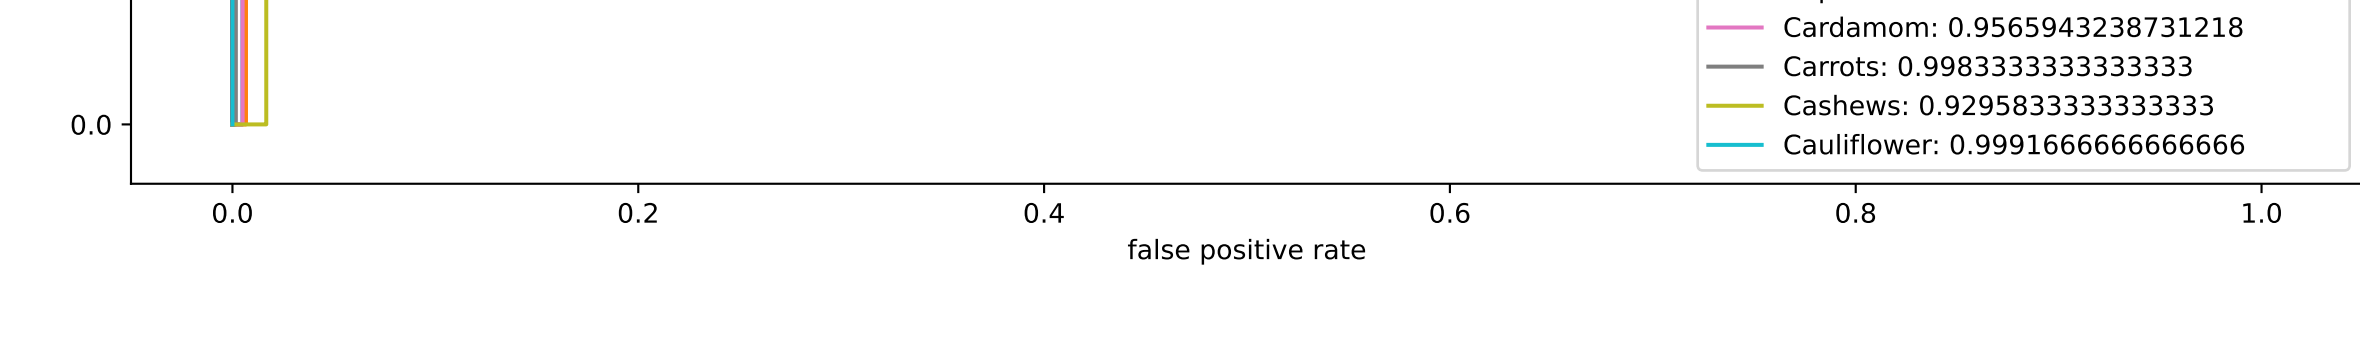 Cardamom: 0.9565943238731218
Carrots: 0.9983333333333333
Cashews: 0.9295833333333333
Cauliflower: 0.9991666666666666
0.0
0.0 0.2 0.4 0.6 0.8 1.0
false positive rate